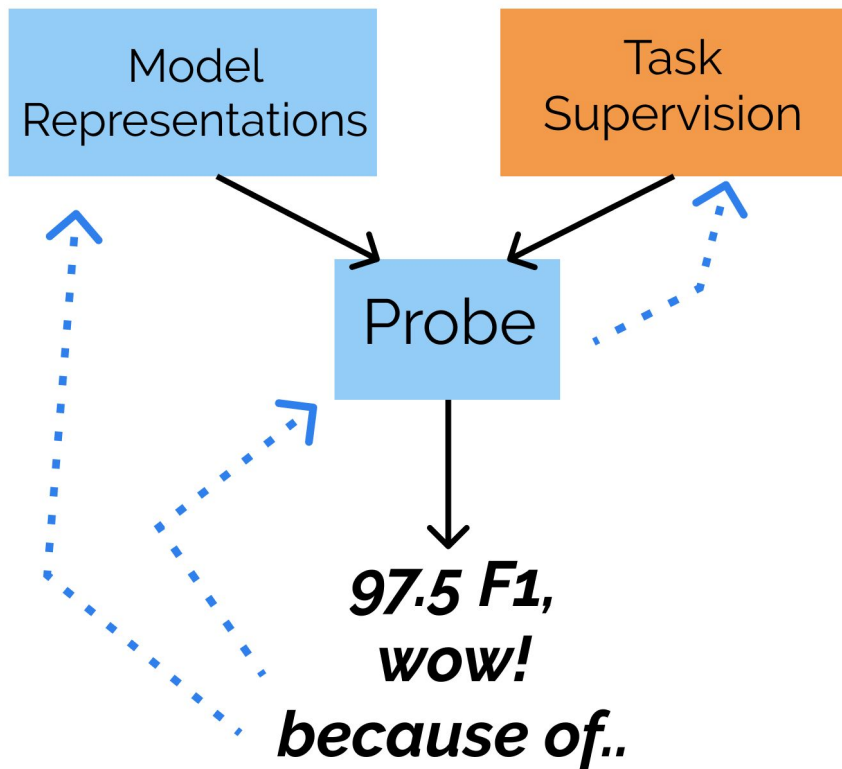 Model
Representations
Task
Supervision
Probe
97.5 F1,
wow!
because of..